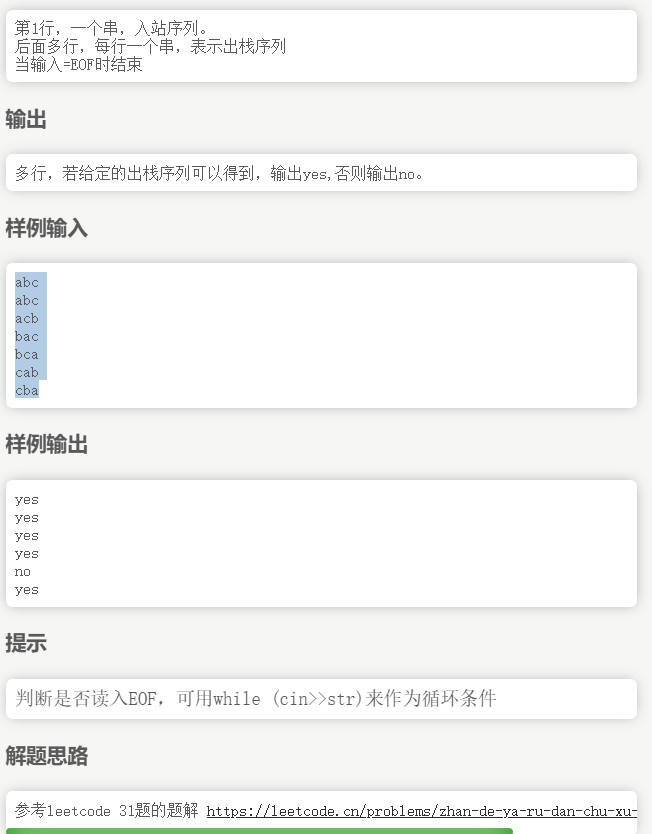 第1行，一个串，入站序列。
后面多行，每行一个串，表示出栈序列
当输入=EOF时结束
输出
多行，若给定的出栈序列可以得到，输出yes,否则输出no。
样例输入
abc
abc
acb
bac
bca
cab
cba
样例输出
yes
yes
yes
yes
no
yes
提示
判断是否读入EOF，可用while (cin>>str)来作为循环条件
解题思路
参考leetcode 31题的题解 https://leetcode.cn/problems/zhan-de-ya-ru-dan-chu-xu-